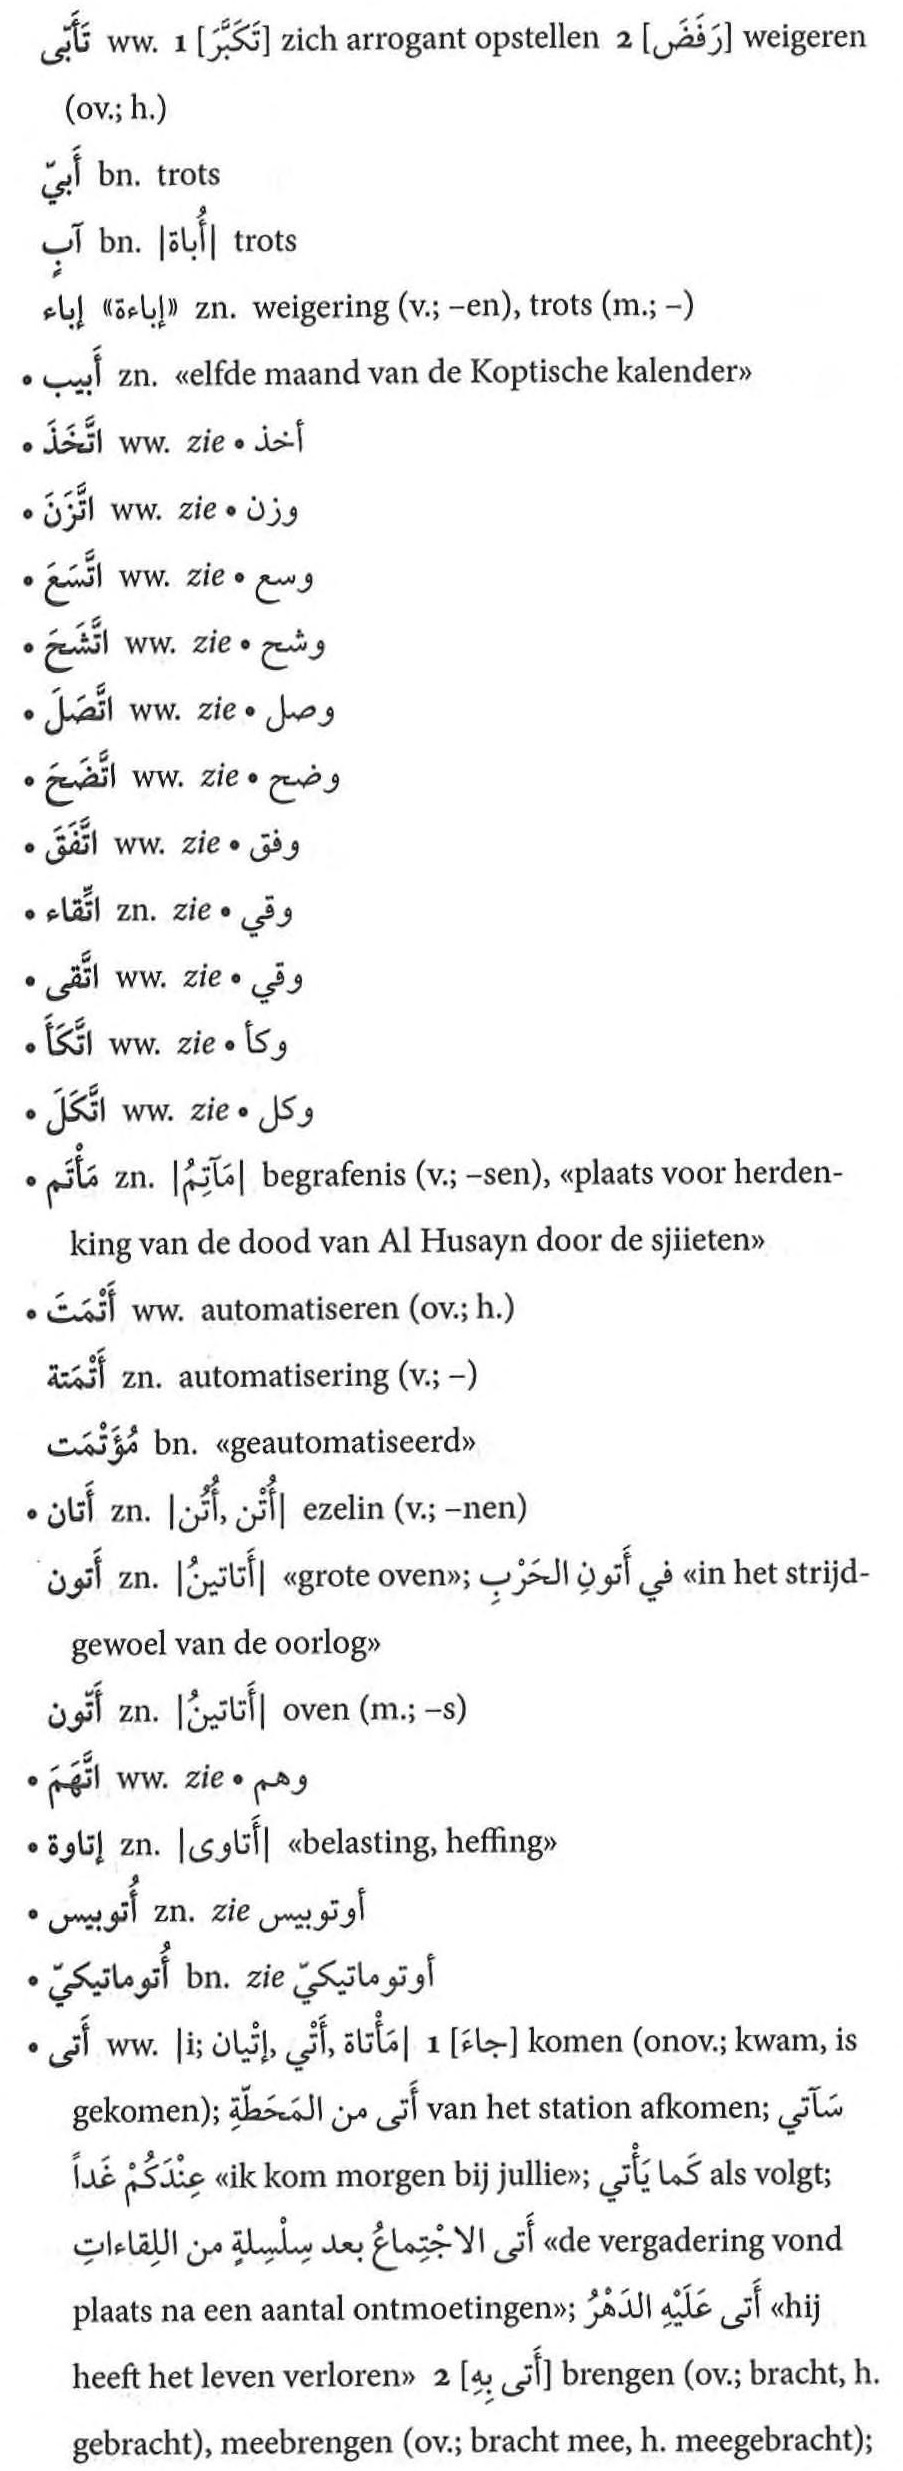 تَأَبّى ww. 1 [تَكَبَّرَ] zich arrogant opstellen 2 [رَفَضَ] weigeren
(ov.; h.)
أَبيّ bn. trots
آبٍ bn. |أُباة| trots
إباء «إباءة» zn. weigering (v.; –en), trots (m.; –)
• أَبيب zn. «elfde maand van de Koptische kalender»
• اتَّخَذَ ww. zie • أخذ
• اتَّزَنَ ww. zie • وزن
• اتَّسَعَ ww. zie • وسع
• اتَّشَحَ ww. zie • وشح
• اتَّصَلَ ww. zie • وصل
• اتَّضَحَ ww. zie • وضح
• اتَّفَقَ ww. zie • وفق
• اتِّقاء zn. zie • وقي
• اتَّقى ww. zie • وقي
• اتَّكَأَ ww. zie • وكأ
• اتَّكَلَ ww. zie • وكل
• مَأْتَم zn. |مَآتِمُ| begrafenis (v.; –sen), «plaats voor herden-
king van de dood van Al Husayn door de sjiieten»
• أَتْمَتَ ww. automatiseren (ov.; h.)
أَتْمَتة zn. automatisering (v.; –)
مُؤَتْمَت bn. «geautomatiseerd»
• أَتان zn. |أُتْن, أُتُن| ezelin (v.; –nen)
أَتون zn. |أَتاتينُ| «grote oven»; في أَتونِ الحَرْبِ «in het strijd-
gewoel van de oorlog»
أَتّون zn. |أَتاتينُ| oven (m.; –s)
• اتَّهَمَ ww. zie • وهم
• إتاوة zn. |أَتاوى| «belasting, heffing»
• أُتوبيس zn. zie أوتوبيس
• أُتوماتيكيّ bn. zie أوتوماتيكيّ
• أَتى ww. |i; إتْيان, أَتْي, مَأْتاة| 1 [جاءَ] komen (onov.; kwam, is
gekomen); أَتى من المَحَطّةِ van het station afkomen; سَآتي
عِنْدَكُمْ غَداً «ik kom morgen bij jullie»; كَما يَأْتي als volgt;
أَتى الاجْتِماعُ بعد سِلْسِلةٍ من اللِقاءاتِ «de vergadering vond
plaats na een aantal ontmoetingen»; أَتى عَلَيْهِ الدَهْرُ «hij
heeft het leven verloren» 2 [أَتى بِهِ] brengen (ov.; bracht, h.
gebracht), meebrengen (ov.; bracht mee, h. meegebracht);